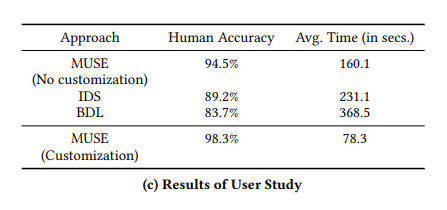 Approach Human Accuracy Avg. Time (in secs.)
MUSE 94.5% 160.1
(No customization)
IDS 89.2% 231.1
BDL 83.7% 368.5
MUSE 98.3% 78.3
(Customization)
(c) Results of User Study